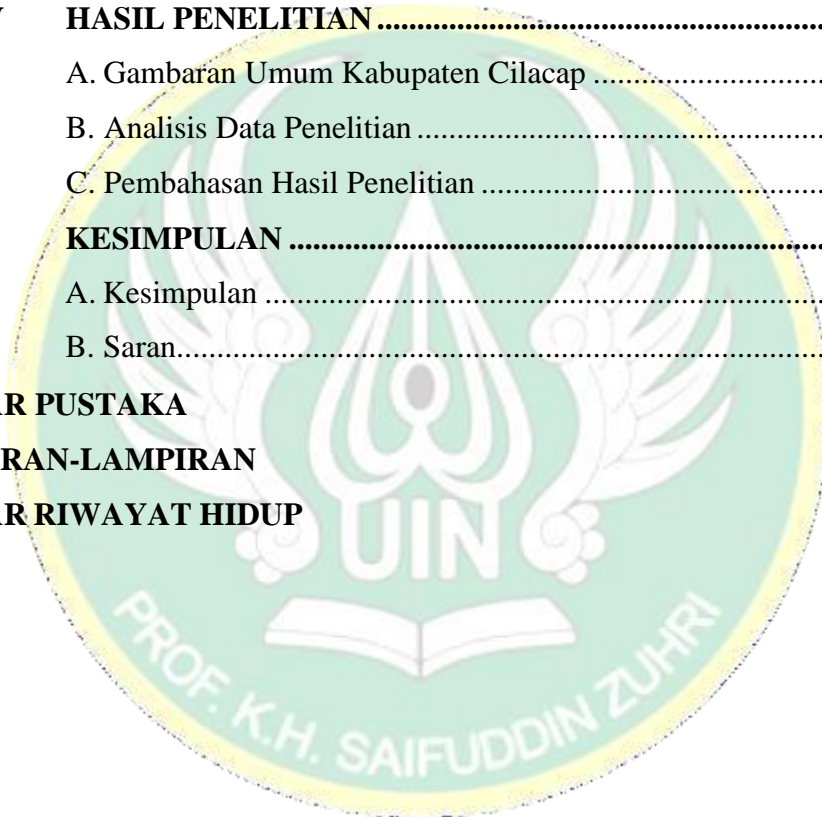 HASIL PENELITIAN ........................................................
A. Gambaran Umum Kabupaten Cilacap ............................
B. Analisis Data Penelitian ..................................................
C. Pembahasan Hasil Penelitian ..........................................
KESIMPULAN ...................................................................
A. Kesimpulan ....................................................................
B. Saran...............................................................................
R PUSTAKA
RAN-LAMPIRAN
R RIWAYAT HIDUP
UIN
PROF. K.H. SAIFUDDIN ZUHRI